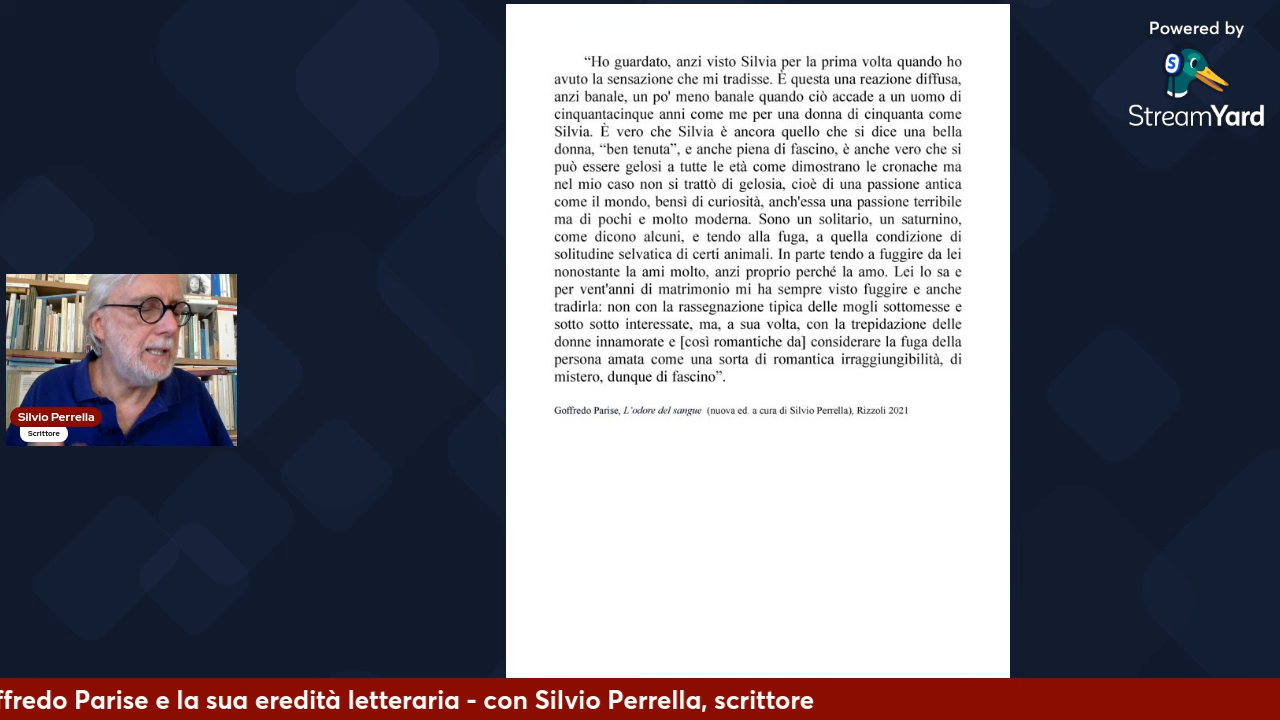 Powered by
StreamYard
“Ho guardato, anzi visto Silvia per la prima volta quando ho
avuto la sensazione che mi tradisse. È questa una reazione diffusa,
anzi banale, un po' meno banale quando ciò accade a un uomo di
cinquantacinque anni come me per una donna di cinquanta come
Silvia. È vero che Silvia è ancora quello che si dice una bella
donna, “ben tenuta”, e anche piena di fascino, è anche vero che si
può essere gelosi a tutte le età come dimostrano le cronache ma
nel mio caso non si trattò di gelosia, cioè di una passione antica
come il mondo, bensì di curiosità, anch'essa una passione terribile
ma di pochi e molto moderna. Sono un solitario, un saturnino,
come dicono alcuni, e tendo alla fuga, a quella condizione di
solitudine selvatica di certi animali. In parte tendo a fuggire da lei
nonostante la ami molto, anzi proprio perché la amo. Lei lo sa e
per vent'anni di matrimonio mi ha sempre visto fuggire e anche
tradirla: non con la rassegnazione tipica delle mogli sottomesse e
sotto sotto interessate, ma, a sua volta, con la trepidazione delle
donne innamorate e [così romantiche da] considerare la fuga della
persona amata come una sorta di romantica irraggiungibilità, di
mistero, dunque di fascino”.
Goffredo Parise, L'odore del sangue (nuova ed. a cura di Silvio Perrella), Rizzoli 2021
Silvio Perrella
Scrittore
ffredo Parise e la sua eredità letteraria - con Silvio Perrella, scrittore